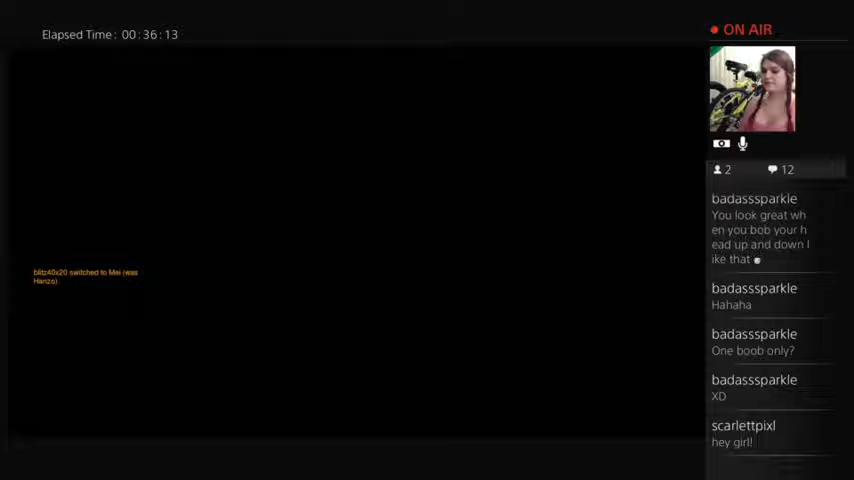 Elapsed Time: 00:36:13
ON AIR
2 12
badasssparkle
You look great wh
en you bob your h
ead up and down l
ike that
badasssparkle
Hahaha
badasssparkle
One boob only?
badasssparkle
XD
scarlettpixl
hey girl!
blitz40x20 switched to Mei (was
Hanzo).